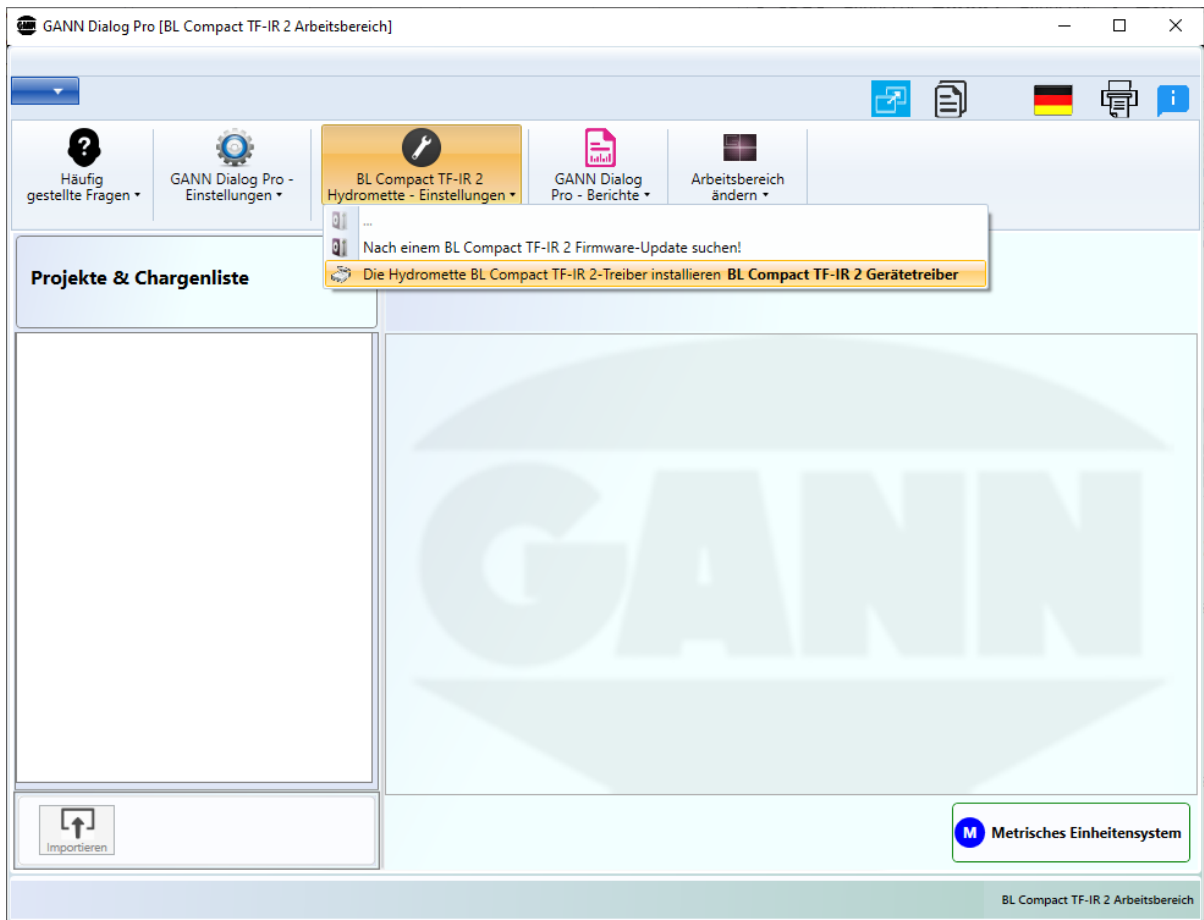 GANN Dialog Pro [BL Compact TF-IR 2 Arbeitsbereich]
Häufig
gestellte Fragen
GANN Dialog Pro -
Einstellungen
BL Compact TF-IR 2
Hydromette - Einstellungen
GANN Dialog
Pro - Berichte
Arbeitsbereich
ändern
...
Nach einem BL Compact TF-IR 2 Firmware-Update suchen!
Die Hydromette BL Compact TF-IR 2-Treiber installieren BL Compact TF-IR 2 Gerätetreiber
Projekte & Chargenliste
GANN
Importieren
M Metrisches Einheitensystem
BL Compact TF-IR 2 Arbeitsbereich